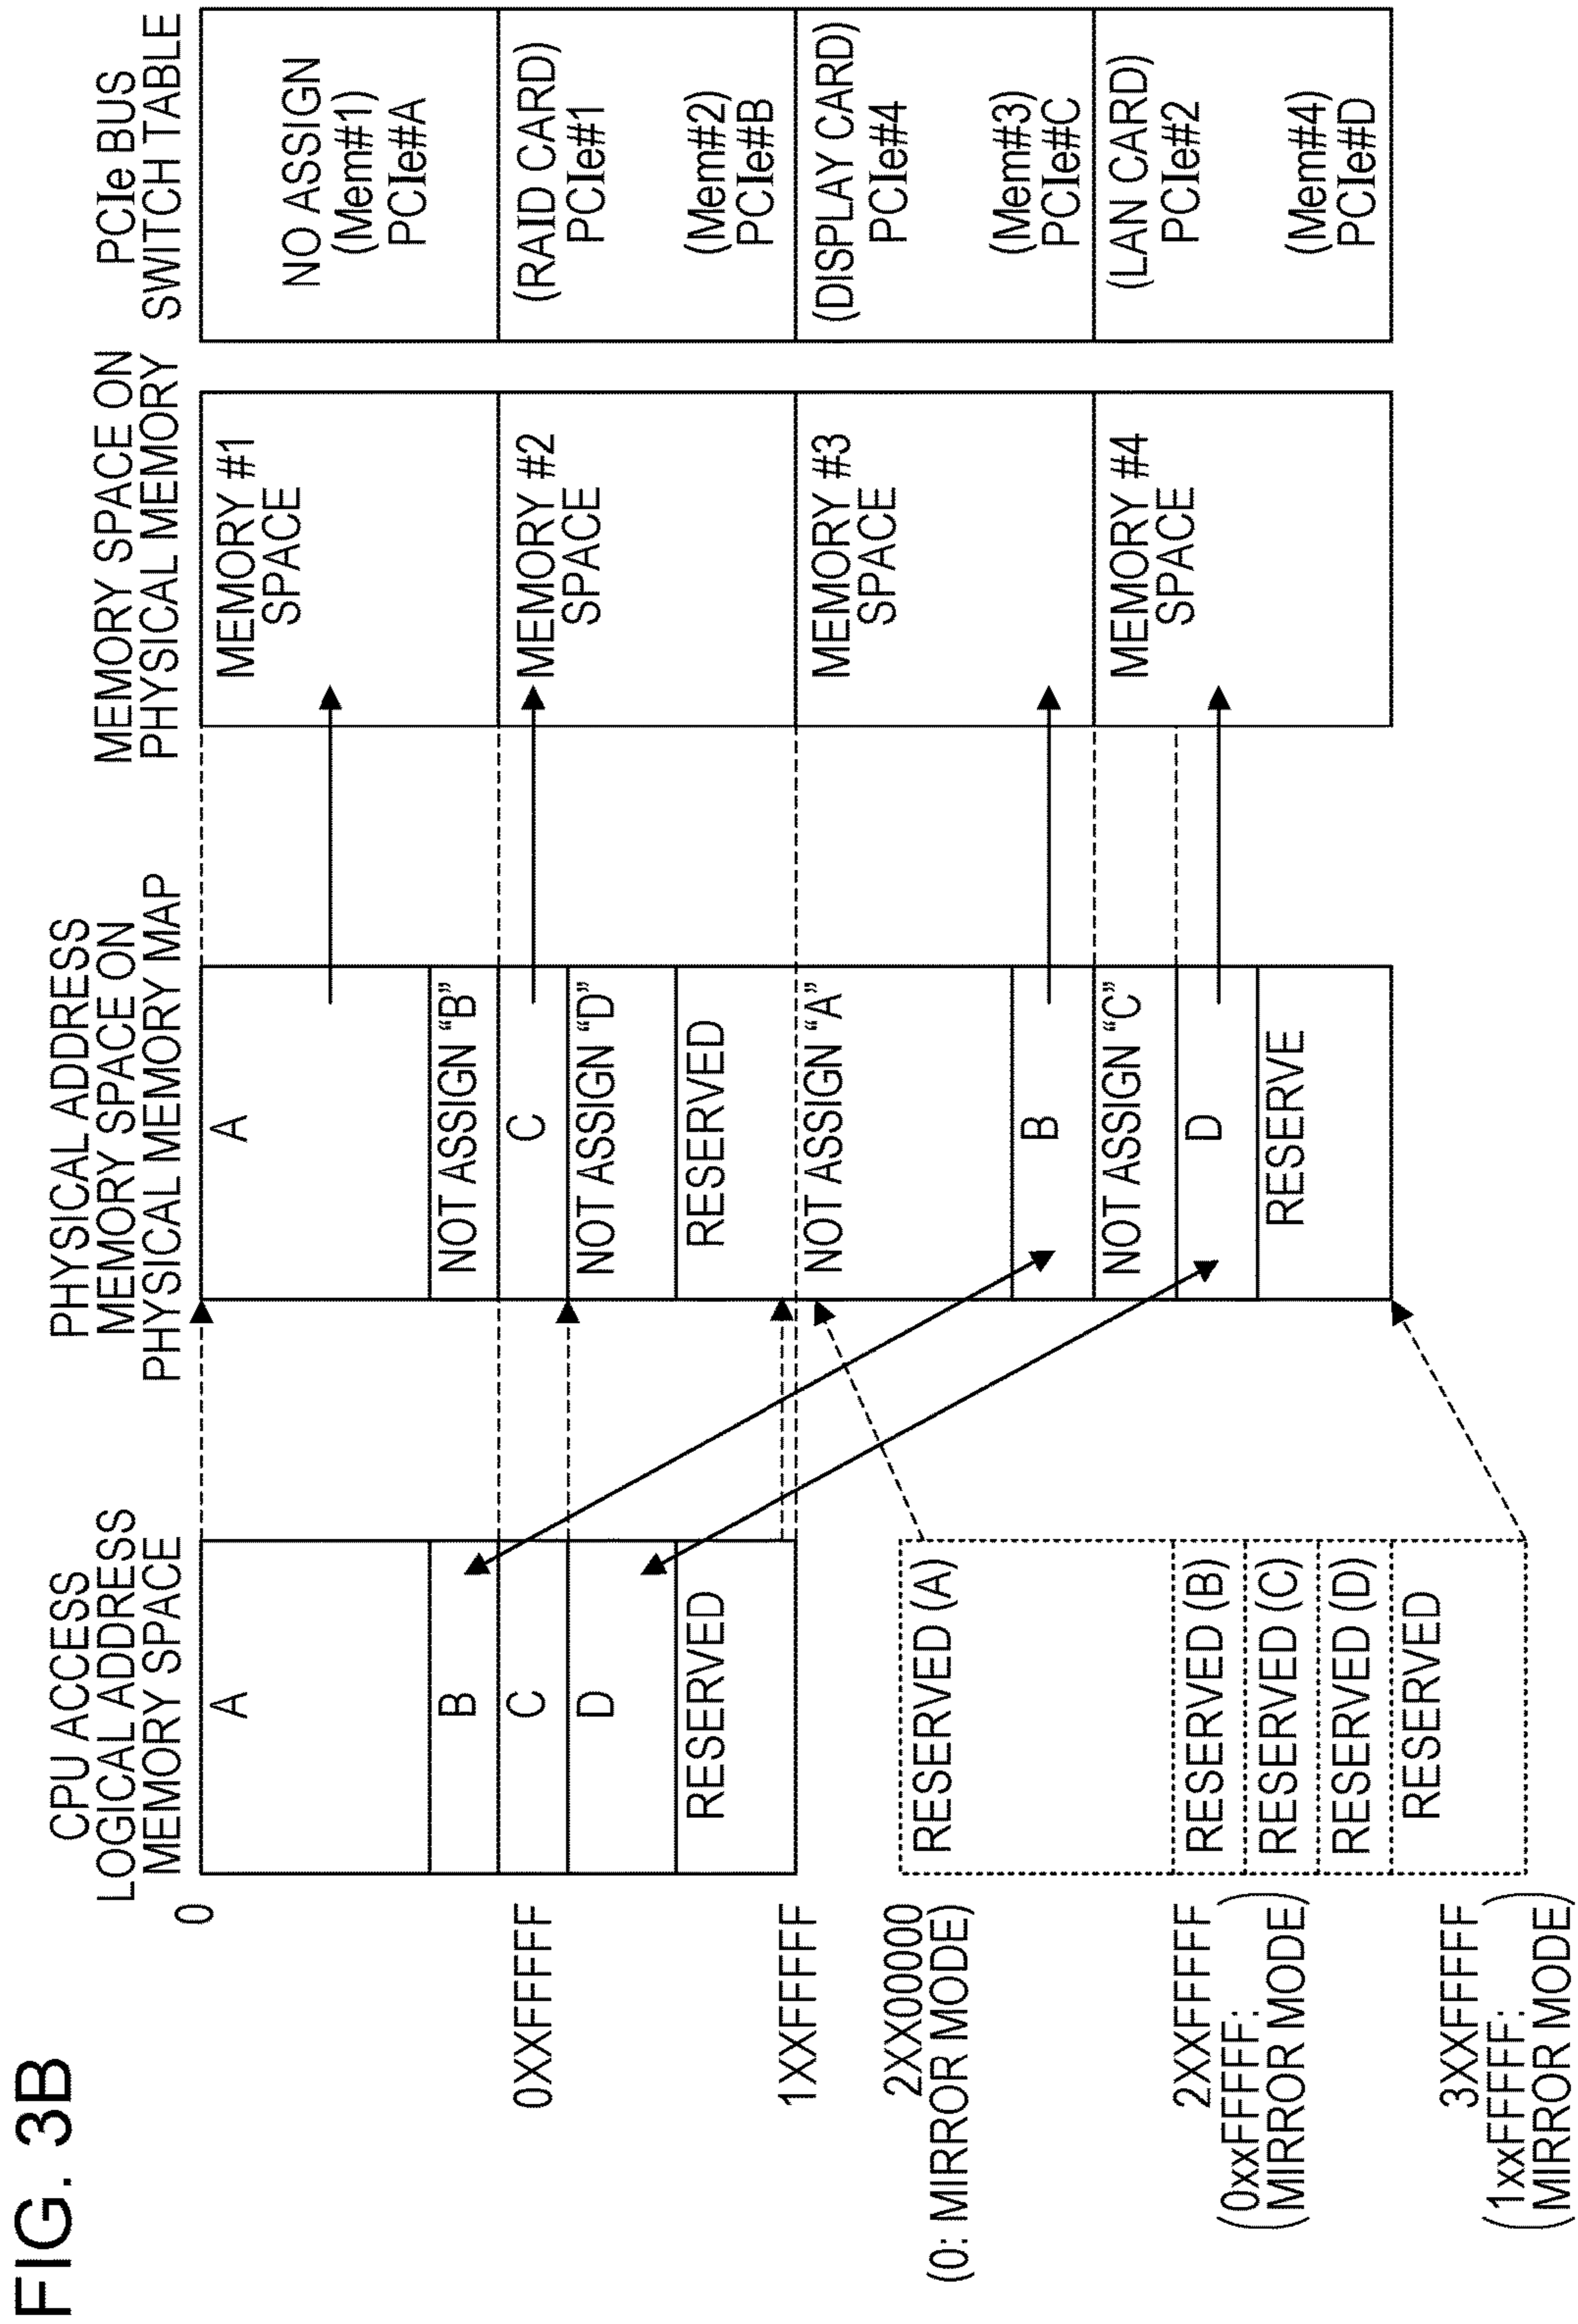 FIG. 3B
CPU ACCESS
LOGICAL ADDRESS
MEMORY SPACE
0
0XXFFFFF
1XXFFFFF
2XX00000
(0: MIRROR MODE)
2XXFFFFF
(0xxFFFFF:
MIRROR MODE)
3XXFFFFF
(1xxFFFFF:
MIRROR MODE)
A
B
C
D
RESERVED
RESERVED (A)
RESERVED (B)
RESERVED (C)
RESERVED (D)
RESERVED
PHYSICAL ADDRESS
MEMORY SPACE ON
PHYSICAL MEMORY MAP
A
NOT ASSIGN “B”
C
NOT ASSIGN “D”
RESERVED
NOT ASSIGN “A”
B
NOT ASSIGN “C”
D
RESERVE
MEMORY SPACE ON
PHYSICAL MEMORY
MEMORY #1
SPACE
MEMORY #2
SPACE
MEMORY #3
SPACE
MEMORY #4
SPACE
PCIe BUS
SWITCH TABLE
NO ASSIGN
(Mem#1)
PCIe#A
(RAID CARD)
PCIe#1
(Mem#2)
PCIe#B
(DISPLAY CARD)
PCIe#4
(Mem#3)
PCIe#C
(LAN CARD)
PCIe#2
(Mem#4)
PCIe#D